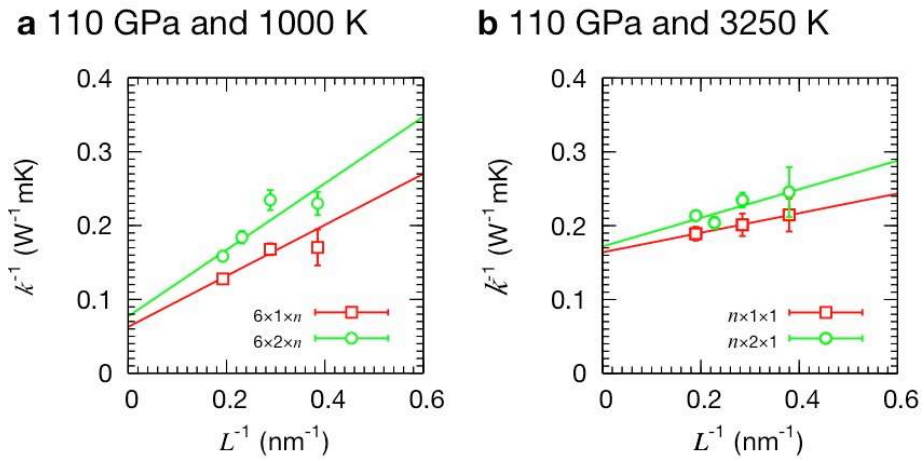 a 110 GPa and 1000 K
0.4
0.3
0.2
0.1
0
k⁻¹ (W⁻¹mK)
6×1×n
6×2×n
0 0.2 0.4 0.6
L⁻¹ (nm⁻¹)
b 110 GPa and 3250 K
0.4
0.3
0.2
0.1
0
k⁻¹ (W⁻¹mK)
n×1×1
n×2×1
0 0.2 0.4 0.6
L⁻¹ (nm⁻¹)